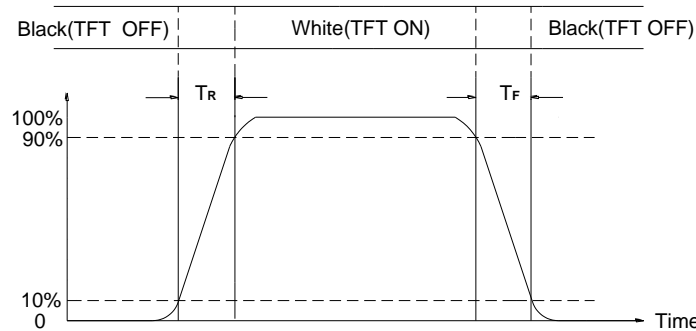 Black(TFT OFF) White(TFT ON) Black(TFT OFF)
TR TF
100%
90%
10%
0
Time